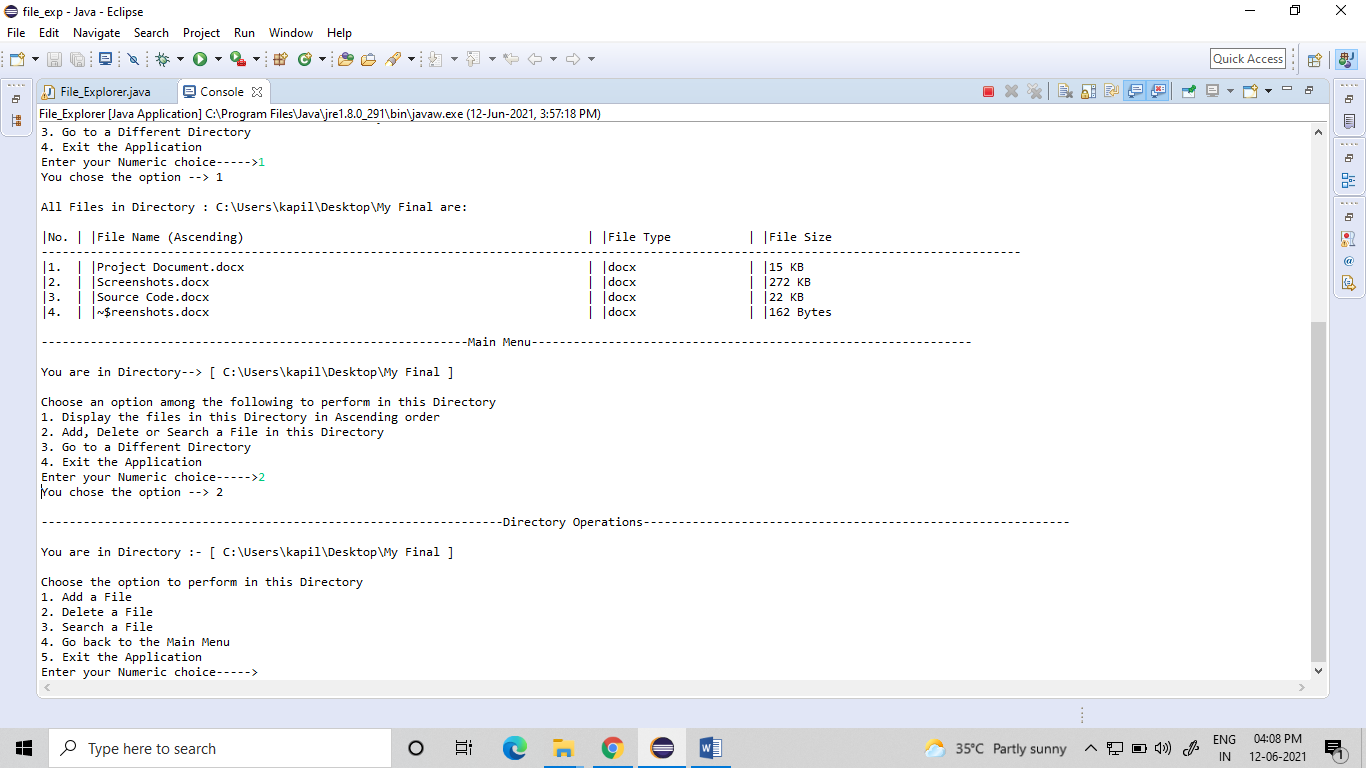 file_exp - Java - Eclipse
File Edit Navigate Search Project Run Window Help
Quick Access
File_Explorer.java Console
File_Explorer [Java Application] C:\Program Files\Java\jre1.8.0_291\bin\javaw.exe (12-Jun-2021, 3:57:18 PM)
3. Go to a Different Directory
4. Exit the Application
Enter your Numeric choice----->1
You chose the option --> 1
All Files in Directory : C:\Users\kapil\Desktop\My Final are:
|No. | |File Name (Ascending) | |File Type | |File Size
--------------------------------------------------------------------------------------------------------------------------------------------
|1. | |Project Document.docx | |docx | |15 KB
|2. | |Screenshots.docx | |docx | |272 KB
|3. | |Source Code.docx | |docx | |22 KB
|4. | |~$reenshots.docx | |docx | |162 Bytes
-------------------------------------------------------------Main Menu---------------------------------------------------------------
You are in Directory--> [ C:\Users\kapil\Desktop\My Final ]
Choose an option among the following to perform in this Directory
1. Display the files in this Directory in Ascending order
2. Add, Delete or Search a File in this Directory
3. Go to a Different Directory
4. Exit the Application
Enter your Numeric choice----->2
You chose the option --> 2
------------------------------------------------------------------Directory Operations-------------------------------------------------------------
You are in Directory :- [ C:\Users\kapil\Desktop\My Final ]
Choose the option to perform in this Directory
1. Add a File
2. Delete a File
3. Search a File
4. Go back to the Main Menu
5. Exit the Application
Enter your Numeric choice----->
Type here to search
35°C Partly sunny
ENG
IN
04:08 PM
12-06-2021
1